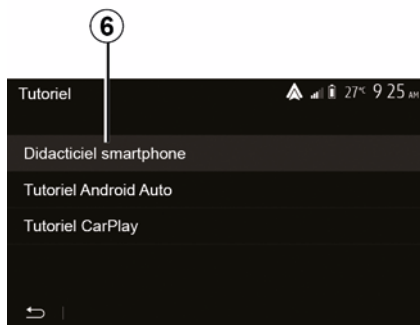 6
Tutoriel 27°C 9 25 AM
Didacticiel smartphone
Tutoriel Android Auto
Tutoriel CarPlay